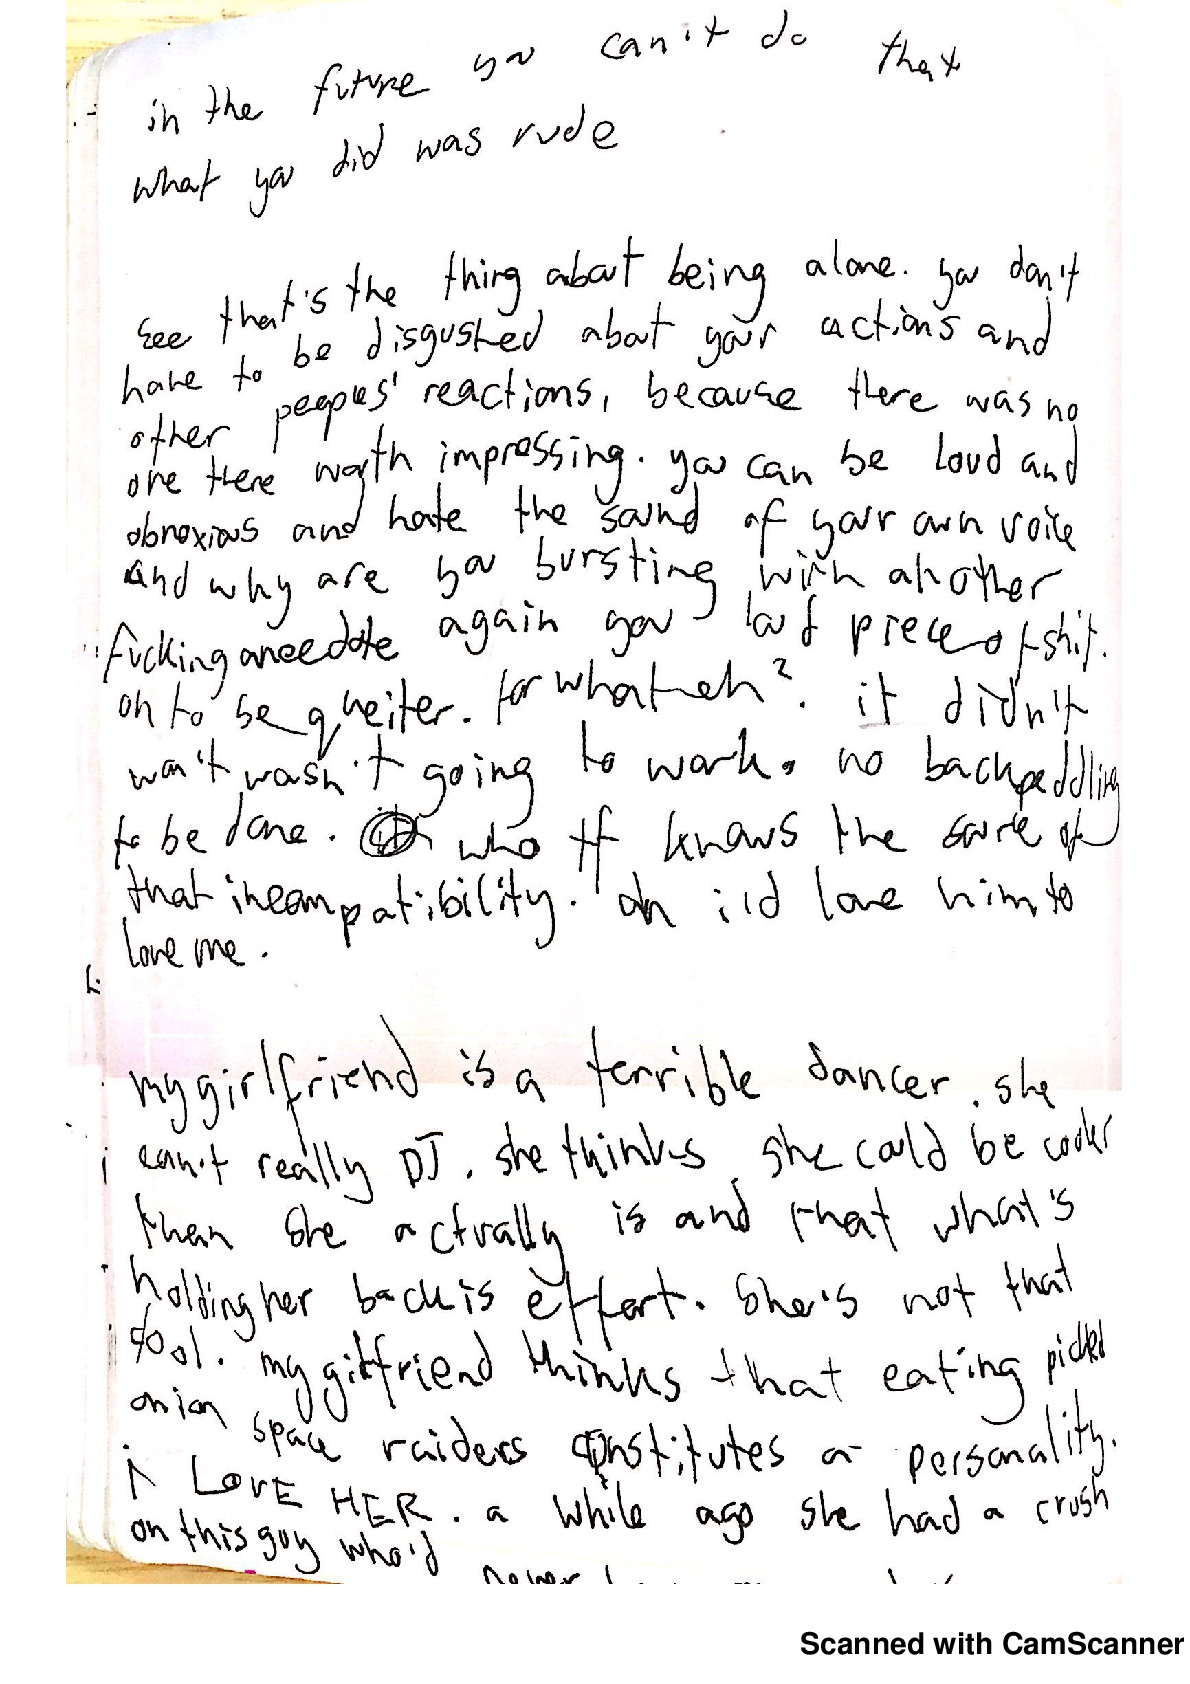 in the future you can't do that
what you did was rude
see that's the thing about being alone. you don't
have to be disgusted about your actions and
other peoples' reactions, because there was no
one there worth impressing. you can be loud and
obnoxious and hate the sound of your own voice
and why are you bursting with another
fucking anecdote again you loud piece of shit.
oh to be queiter. for what eh? it didn't
won't wasn't going to work. no backpeddling
to be done. who tf knows the source of
that incompatibility. oh i'd love him to
love me.
my girlfriend is a terrible dancer. she
can't really DJ. she thinks she could be cooler
than she actually is and that what's
holding her back is effort. she's not that
cool. my girlfriend thinks that eating pickled
onion space raiders constitutes a personality.
i LOVE HER. a while ago she had a crush
on this guy who'd never
Scanned with CamScanner